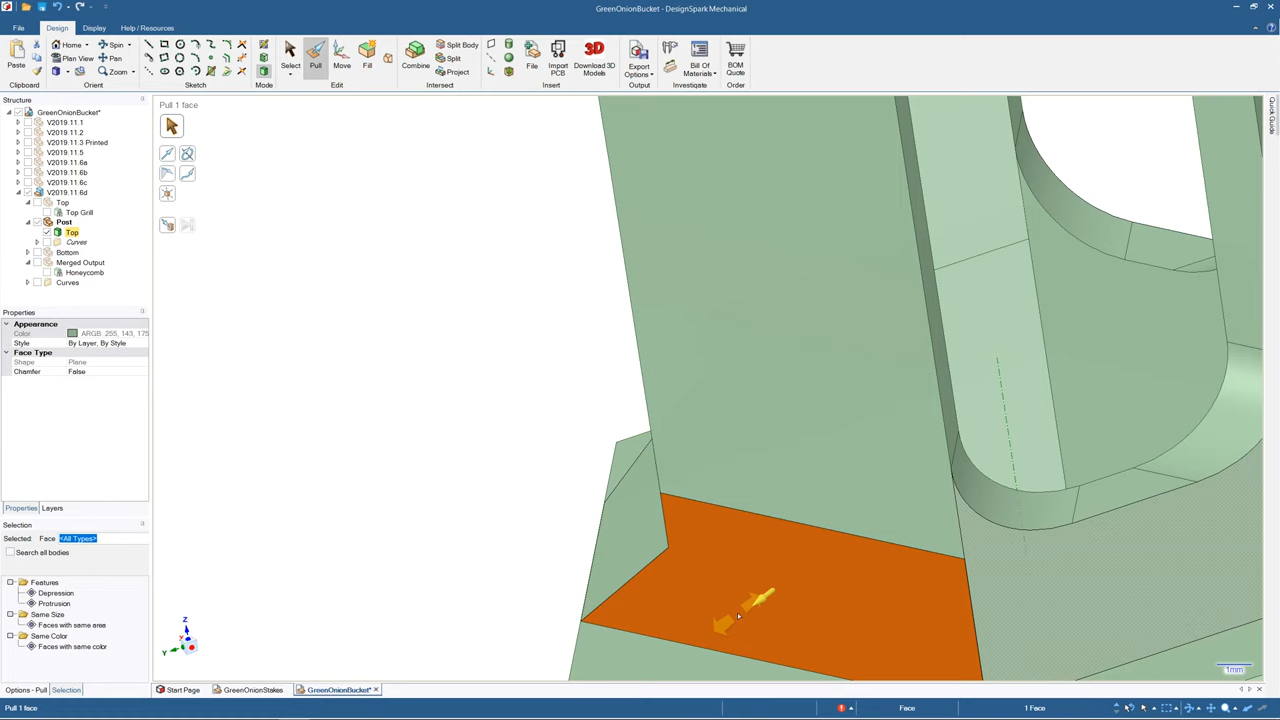 GreenOnionBucket - DesignSpark Mechanical
File Design Display Help / Resources
Home Spin Split Body
Plan View Pan Split
Zoom Project
Paste Select Pull Move Fill Combine File Import PCB Download 3D Models Export Options Bill Of Materials BOM Quote
3D
Clipboard Orient Sketch Mode Edit Intersect Insert Output Investigate Order
Structure
GreenOnionBucket*
V2019.11.1
V2019.11.2
V2019.11.3 Printed
V2019.11.5
V2019.11.6a
V2019.11.6b
V2019.11.6c
V2019.11.6d
Top
Top Grill
Post
Top
Curves
Bottom
Merged Output
Honeycomb
Curves
Properties
Appearance
Color ARGB: 255, 143, 175
Style By Layer, By Style
Face Type
Shape Plane
Chamfer False
Properties Layers
Selection
Selected: Face <All Types>
Search all bodies
Features
Depression
Protrusion
Same Size
Faces with same area
Same Color
Faces with same color
Options - Pull Selection
Pull 1 face
Quick Guide
Z
Y
X
1mm
Start Page GreenOnionStakes GreenOnionBucket*
Pull 1 face Face 1 Face